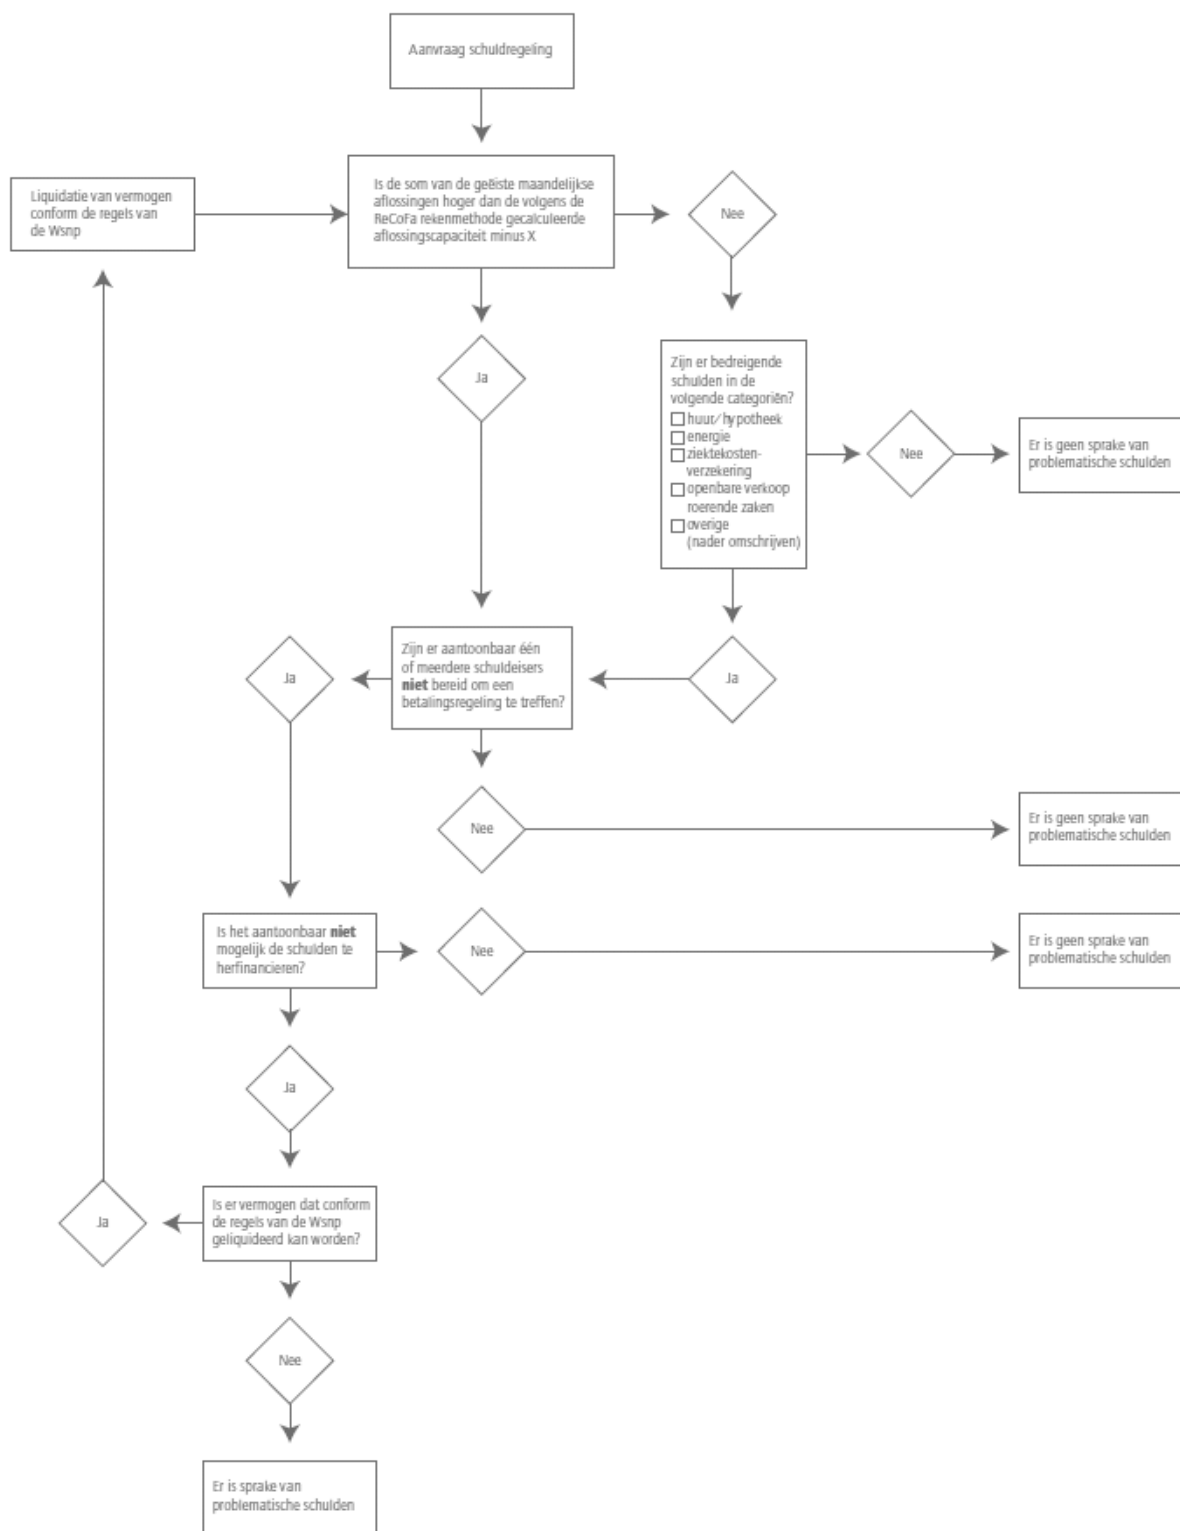 Aanvraag schuldregeling
Liquidatie van vermogen
conform de regels van
de Wsnp
Is de som van de geëiste maandelijkse
aflossingen hoger dan de volgens de
ReCoFa rekenmethode gecalculeerde
aflossingscapaciteit minus X
Nee
Ja
Zijn er bedreigende
schulden in de
volgende categoriën?
huur/hypotheek
energie
ziektekosten-
verzekering
openbare verkoop
roerende zaken
overige
(nader omschrijven)
Nee
Er is geen sprake van
problematische schulden
Ja
Zijn er aantoonbaar één
of meerdere schuldeisers
niet bereid om een
betalingsregeling te treffen?
Ja
Nee
Er is geen sprake van
problematische schulden
Is het aantoonbaar niet
mogelijk de schulden te
herfinancieren?
Nee
Er is geen sprake van
problematische schulden
Ja
Ja
Is er vermogen dat conform
de regels van de Wsnp
geliquideerd kan worden?
Nee
Er is sprake van
problematische schulden